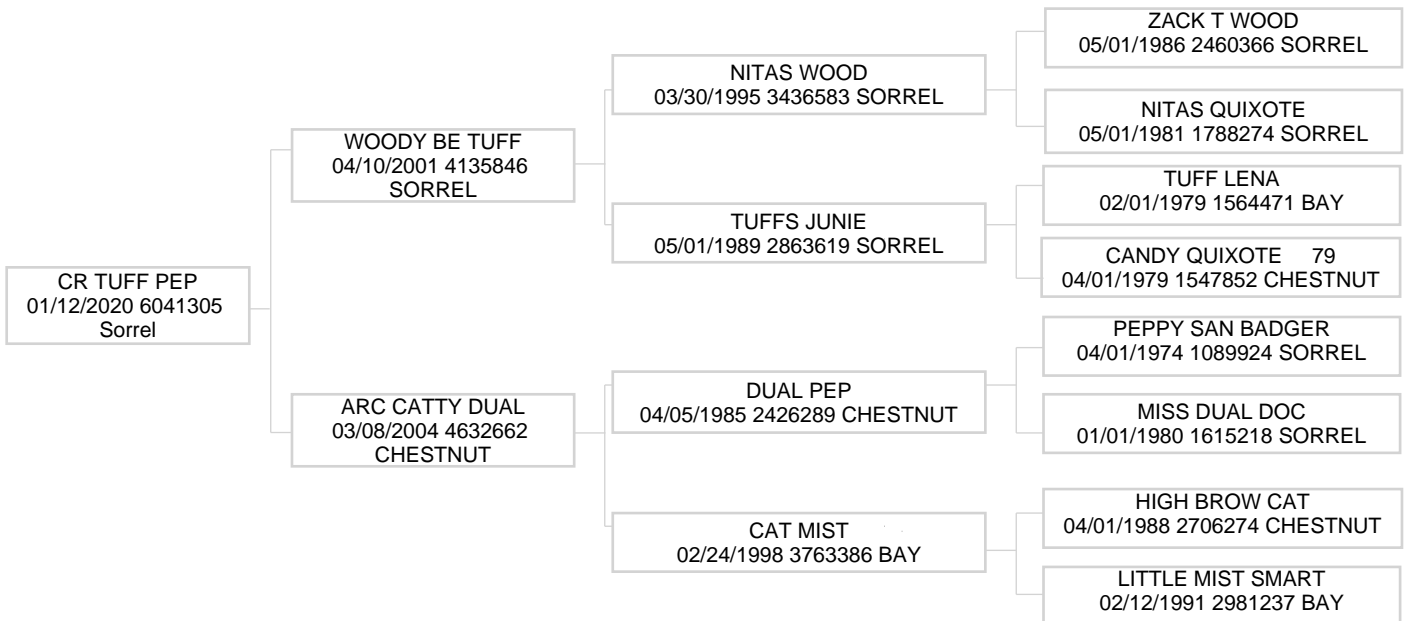 ZACK T WOOD
05/01/1986 2460366 SORREL
NITAS WOOD
03/30/1995 3436583 SORREL
NITAS QUIXOTE
05/01/1981 1788274 SORREL
WOODY BE TUFF
04/10/2001 4135846
SORREL
TUFF LENA
02/01/1979 1564471 BAY
TUFFS JUNIE
05/01/1989 2863619 SORREL
CANDY QUIXOTE 79
04/01/1979 1547852 CHESTNUT
CR TUFF PEP
01/12/2020 6041305
Sorrel
PEPPY SAN BADGER
04/01/1974 1089924 SORREL
DUAL PEP
04/05/1985 2426289 CHESTNUT
MISS DUAL DOC
01/01/1980 1615218 SORREL
ARC CATTY DUAL
03/08/2004 4632662
CHESTNUT
HIGH BROW CAT
04/01/1988 2706274 CHESTNUT
CAT MIST
02/24/1998 3763386 BAY
LITTLE MIST SMART
02/12/1991 2981237 BAY